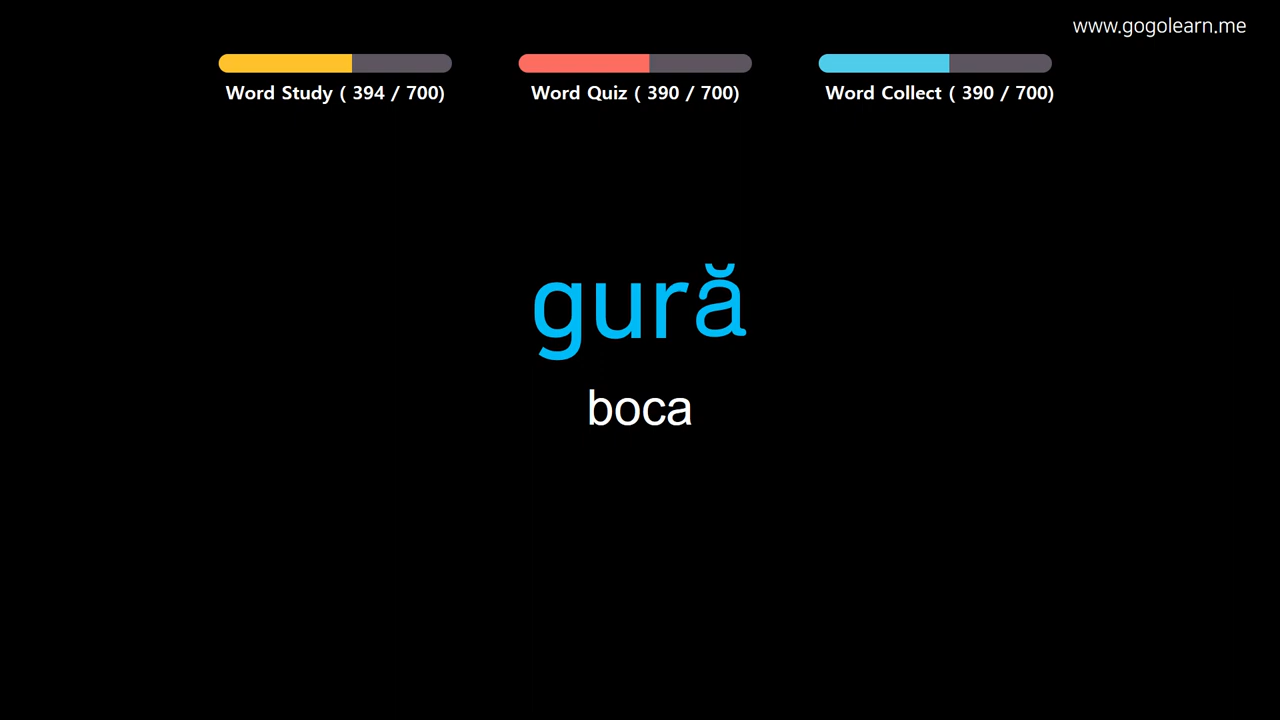 www.gogolearn.me
Word Study ( 394 / 700)
Word Quiz ( 390 / 700)
Word Collect ( 390 / 700)
gură
boca